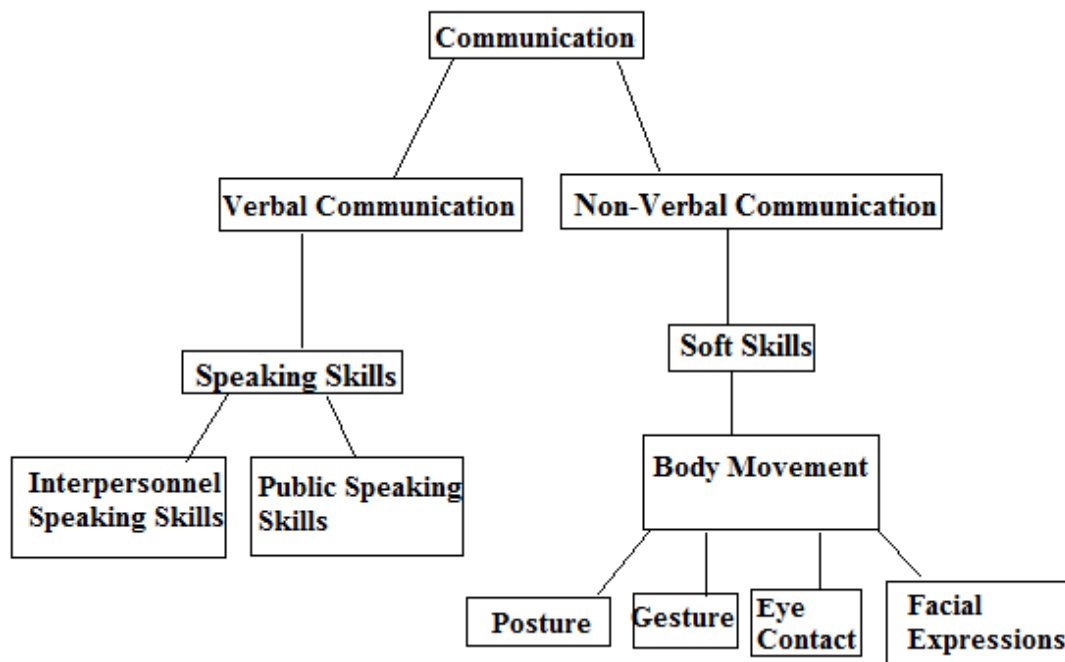 Communication
Verbal Communication
Non-Verbal Communication
Soft Skills
Speaking Skills
Body Movement
Interpersonnel
Speaking Skills
Public Speaking
Skills
Posture
Gesture
Eye
Contact
Facial
Expressions